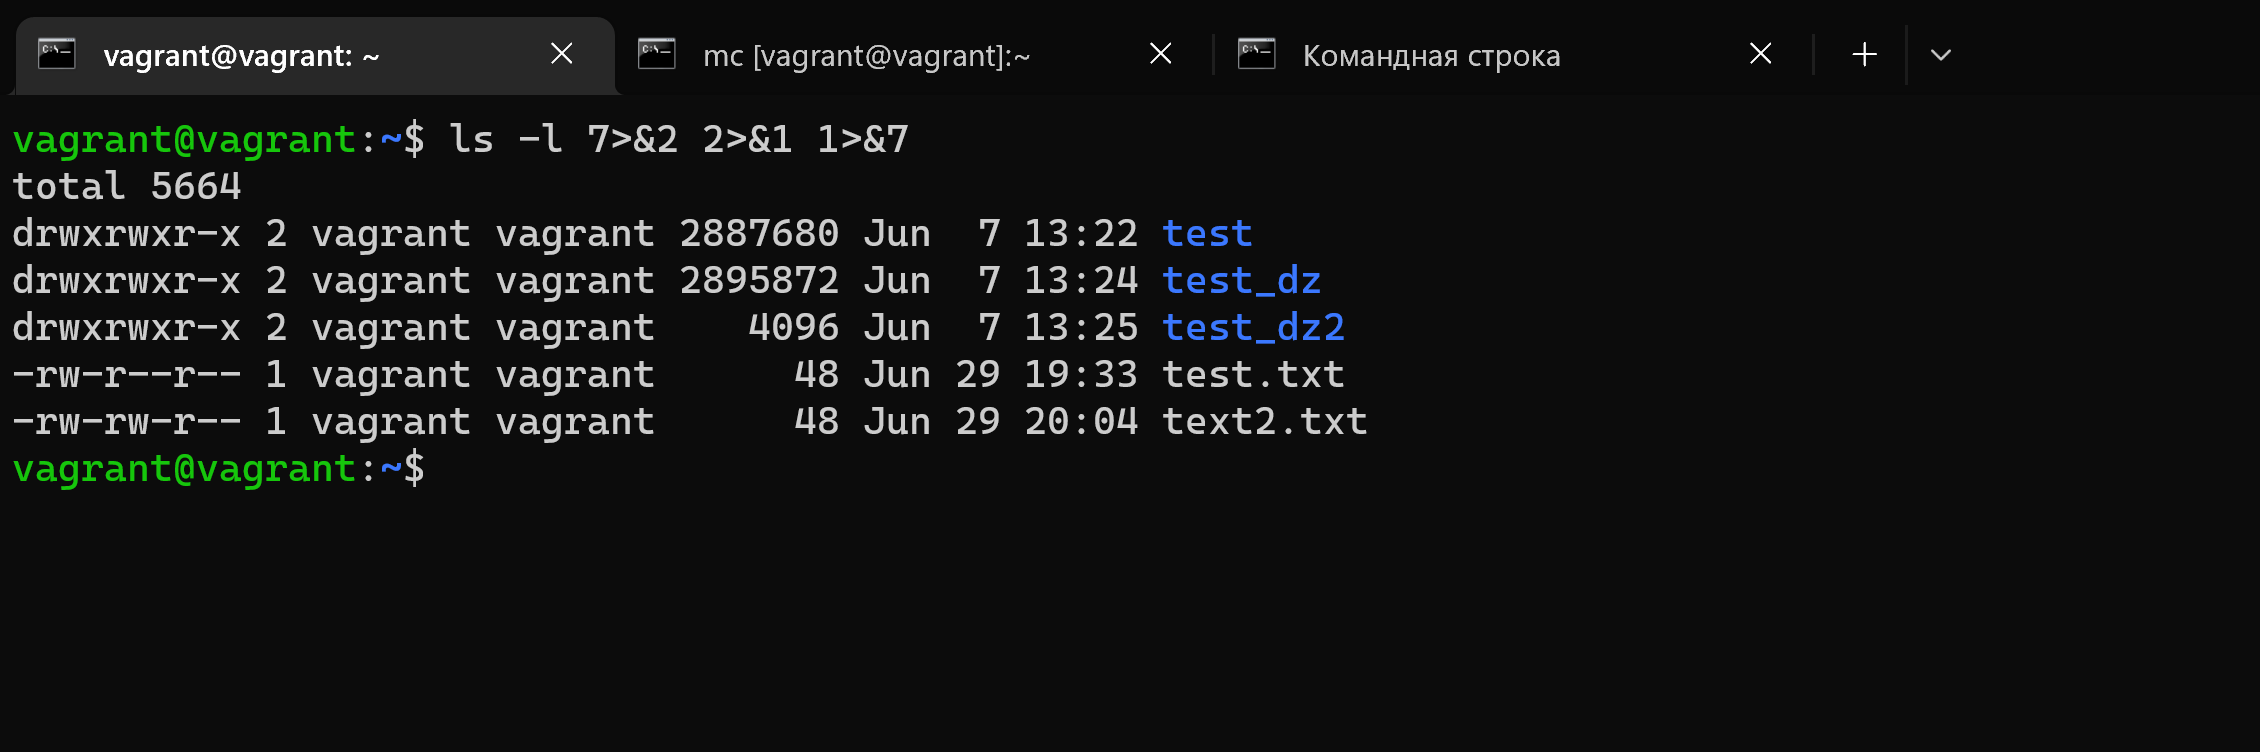 vagrant@vagrant: ~
mc [vagrant@vagrant]:~
Командная строка
vagrant@vagrant:~$ ls -l 7>&2 2>&1 1>&7
total 5664
drwxrwxr-x 2 vagrant vagrant 2887680 Jun  7 13:22 test
drwxrwxr-x 2 vagrant vagrant 2895872 Jun  7 13:24 test_dz
drwxrwxr-x 2 vagrant vagrant    4096 Jun  7 13:25 test_dz2
-rw-r--r-- 1 vagrant vagrant      48 Jun 29 19:33 test.txt
-rw-rw-r-- 1 vagrant vagrant      48 Jun 29 20:04 text2.txt
vagrant@vagrant:~$